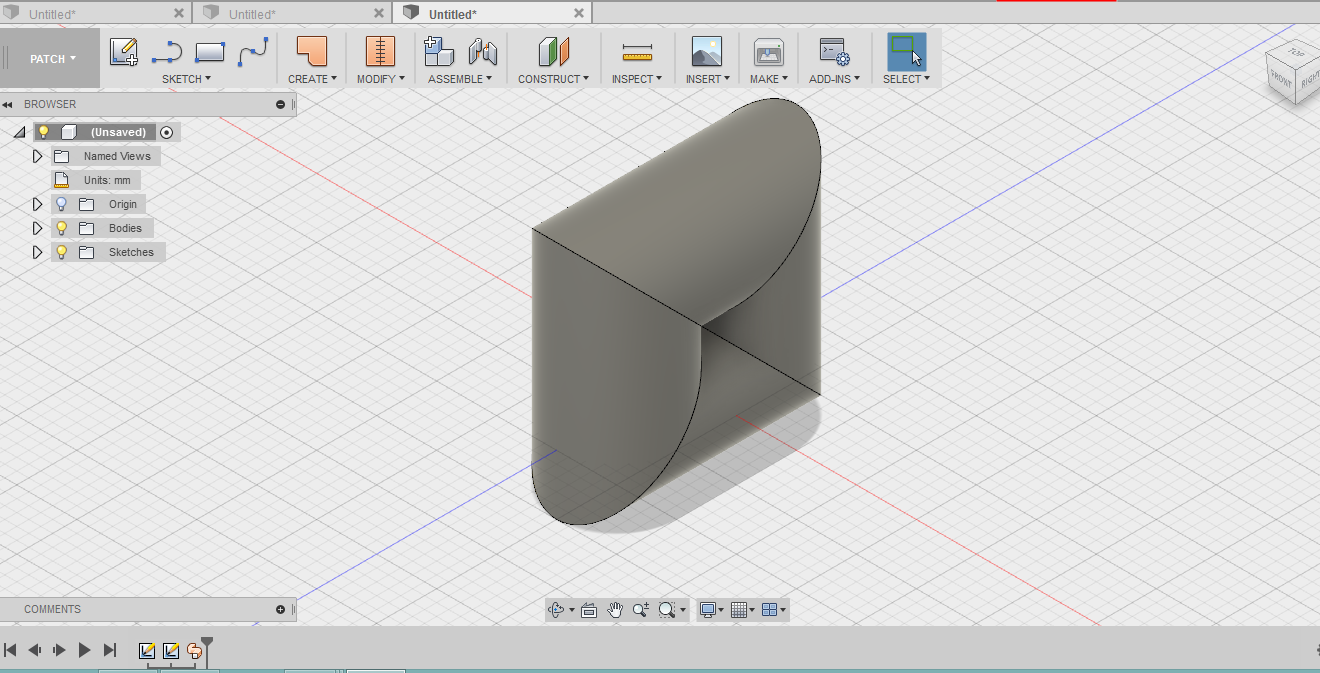 Untitled*
Untitled*
Untitled*
PATCH
SKETCH
CREATE
MODIFY
ASSEMBLE
CONSTRUCT
INSPECT
INSERT
MAKE
ADD-INS
SELECT
TOP
FRONT
RIGHT
BROWSER
(Unsaved)
Named Views
Units: mm
Origin
Bodies
Sketches
COMMENTS